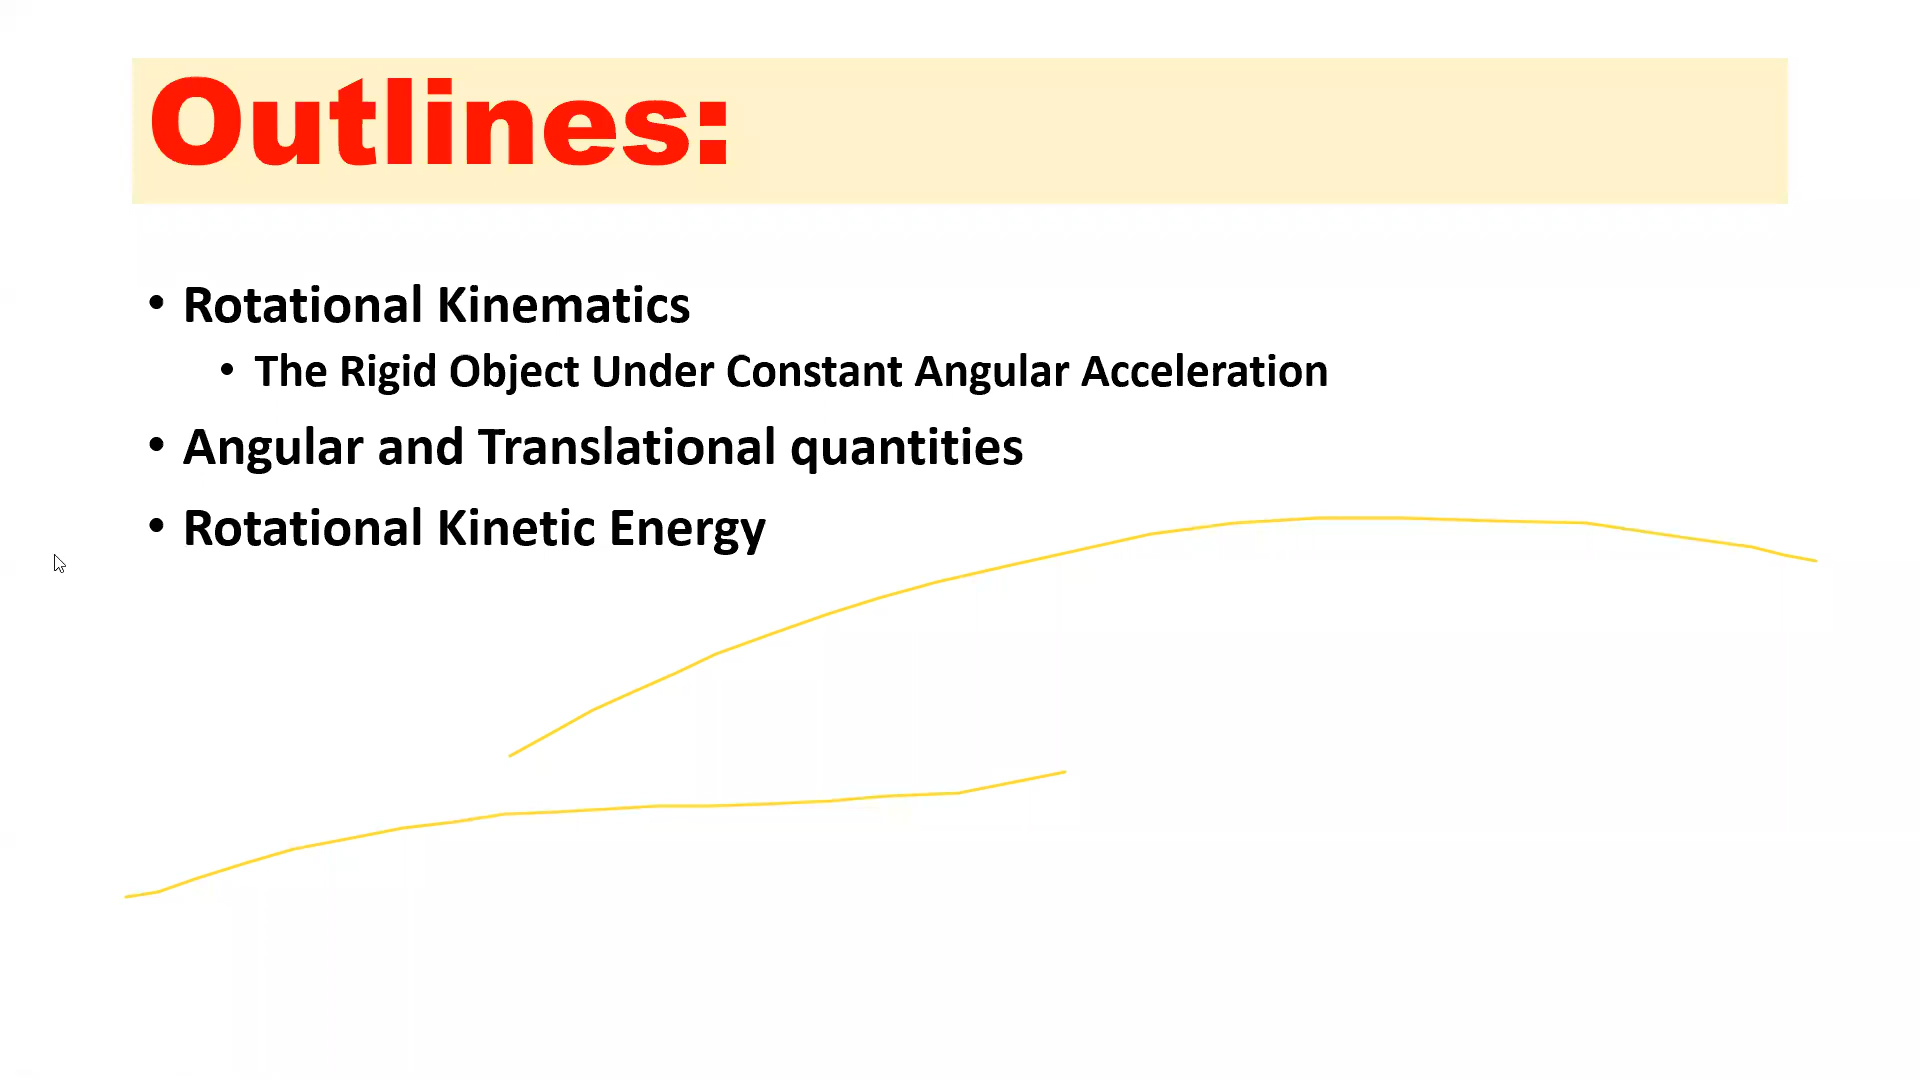 Outlines:
• Rotational Kinematics
• The Rigid Object Under Constant Angular Acceleration
• Angular and Translational quantities
• Rotational Kinetic Energy